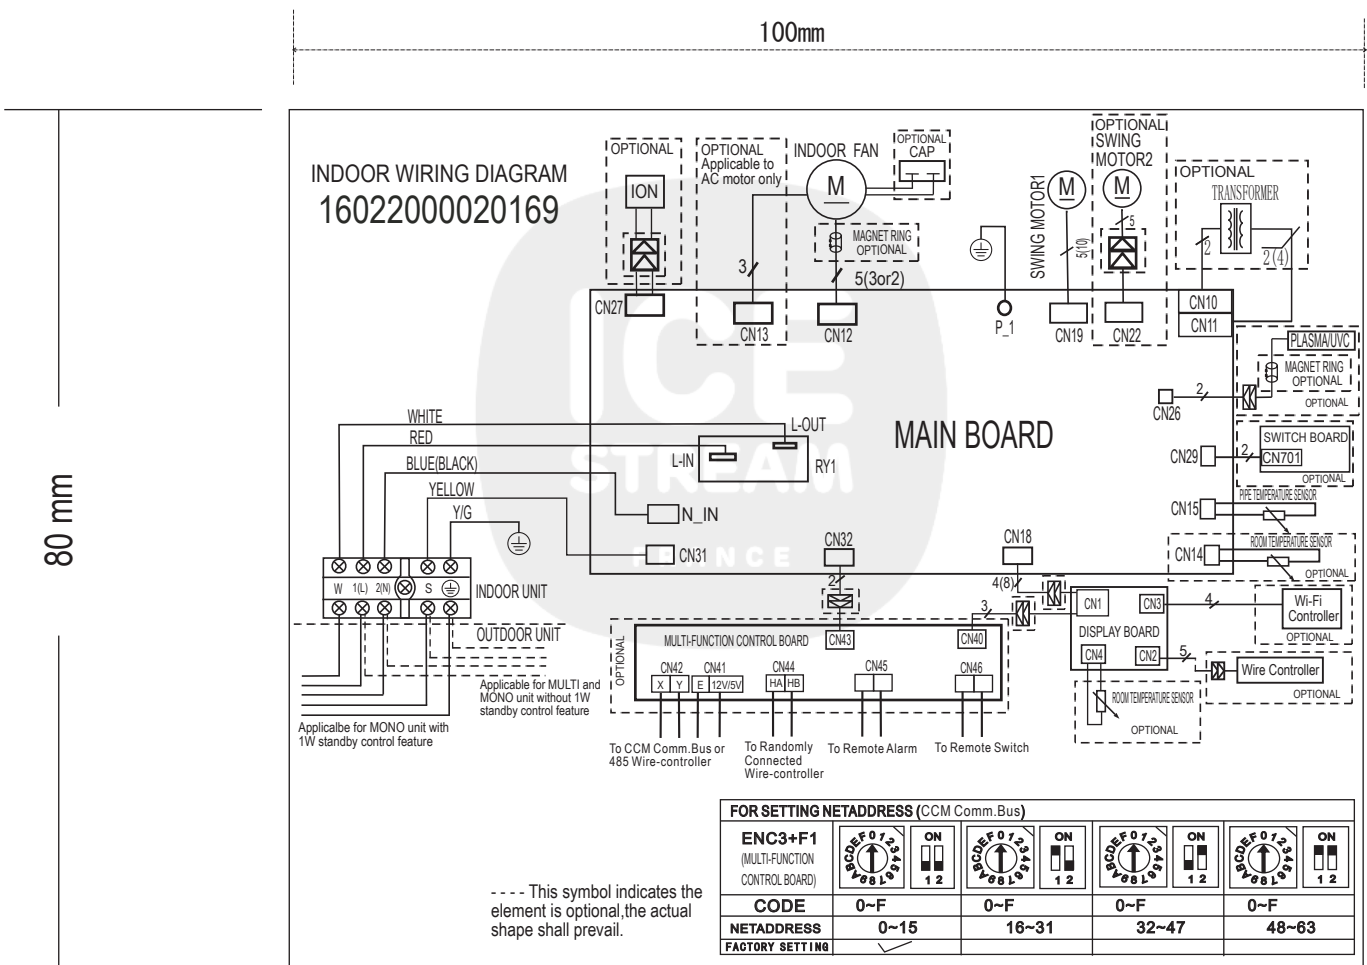 100mm
80 mm
INDOOR WIRING DIAGRAM
16022000020169
OPTIONAL
ION
CN27
OPTIONAL
Applicable to
AC motor only
3
CN13
INDOOR FAN
M
OPTIONAL
CAP
MAGNET RING
OPTIONAL
5(3or2)
CN12
P_1
SWING MOTOR1
M
5(10)
CN19
OPTIONAL
SWING
MOTOR2
M
5
CN22
OPTIONAL
TRANSFORMER
2
2(4)
CN10
CN11
PLASMA/UVC
MAGNET RING
OPTIONAL
OPTIONAL
2
CN26
SWITCH BOARD
CN701
OPTIONAL
2
CN29
PIPE TEMPERATURE SENSOR
CN15
ROOM TEMPERATURE SENSOR
CN14
OPTIONAL
MAIN BOARD
ICE
STREAM
FRANCE
WHITE
RED
BLUE(BLACK)
YELLOW
Y/G
L-OUT
L-IN
RY1
N_IN
CN31
CN32
2
CN18
4(8)
3
W 1(L) 2(N) S
INDOOR UNIT
OUTDOOR UNIT
Applicable for MULTI and
MONO unit without 1W
standby control feature
Applicalbe for MONO unit with
1W standby control feature
OPTIONAL
MULTI-FUNCTION CONTROL BOARD
CN43
CN40
CN42 CN41 CN44 CN45 CN46
X Y E 12V/5V HA HB
To CCM Comm.Bus or
485 Wire-controller
To Randomly
Connected
Wire-controller
To Remote Alarm
To Remote Switch
CN1
CN3
DISPLAY BOARD
CN4
CN2
4
Wi-Fi
Controller
OPTIONAL
5
Wire Controller
OPTIONAL
ROOM TEMPERATURE SENSOR
OPTIONAL
---- This symbol indicates the
element is optional,the actual
shape shall prevail.
FOR SETTING NETADDRESS (CCM Comm.Bus)
ENC3+F1
(MULTI-FUNCTION
CONTROL BOARD)
0123456789ABCDEF ON 1 2
0123456789ABCDEF ON 1 2
0123456789ABCDEF ON 1 2
0123456789ABCDEF ON 1 2
CODE 0~F 0~F 0~F 0~F
NETADDRESS 0~15 16~31 32~47 48~63
FACTORY SETTING